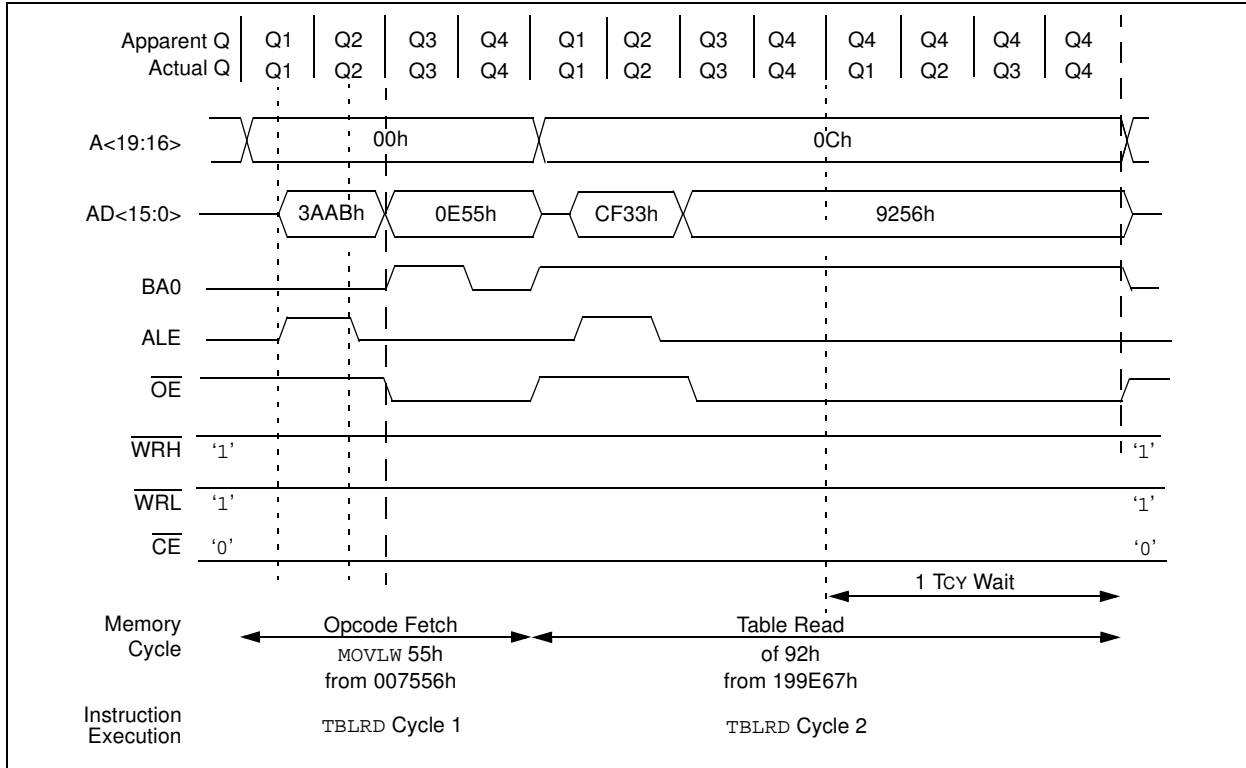 Apparent Q Q1 Q2 Q3 Q4 Q1 Q2 Q3 Q4 Q4 Q4 Q4 Q4
Actual Q Q1 Q2 Q3 Q4 Q1 Q2 Q3 Q4 Q1 Q2 Q3 Q4
A<19:16> 00h 0Ch
AD<15:0> 3AABh 0E55h CF33h 9256h
BA0
ALE
OE
WRH ‘1’ ‘1’
WRL ‘1’ ‘1’
CE ‘0’ ‘0’
1 TCY Wait
Memory Cycle
Opcode Fetch
MOVLW 55h
from 007556h
Table Read
of 92h
from 199E67h
Instruction
Execution
TBLRD Cycle 1
TBLRD Cycle 2